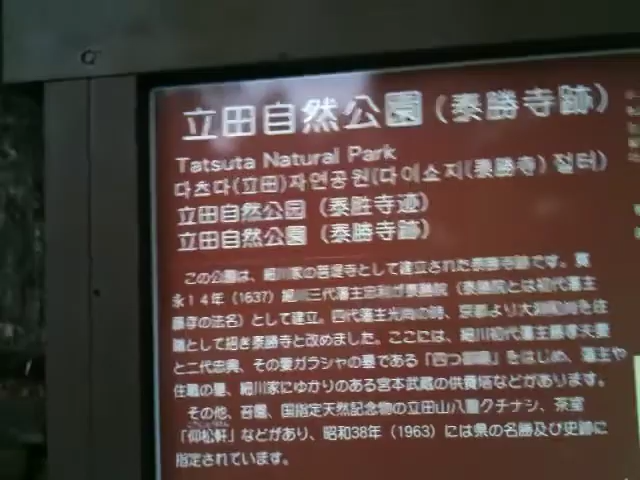 立田自然公園（泰勝寺跡）
Tatsuta Natural Park
다츠다(立田)자연공원(다이쇼지(泰勝寺) 절터)
立田自然公园（泰胜寺迹）
立田自然公園（泰勝寺跡）
この公園は、細川家の菩提寺として建立された泰勝寺跡です。寛
永１４年（1637）細川三代藩主忠利が泰勝院（泰勝院とは初代藩主
藤孝の法名）として建立。四代藩主光尚の時、京都より大淵和尚を住
職として招き泰勝寺と改めました。ここには、細川初代藩主藤孝夫妻
と二代忠興、その妻ガラシャの墓である「四つ御廟」をはじめ、藩主や
住職の墓、細川家にゆかりのある宮本武蔵の供養塔などがあります。
その他、苔園、国指定天然記念物の立田山八重クチナシ、茶室
「仰松軒」などがあり、昭和38年（1963）には県の名勝及び史跡に
指定されています。